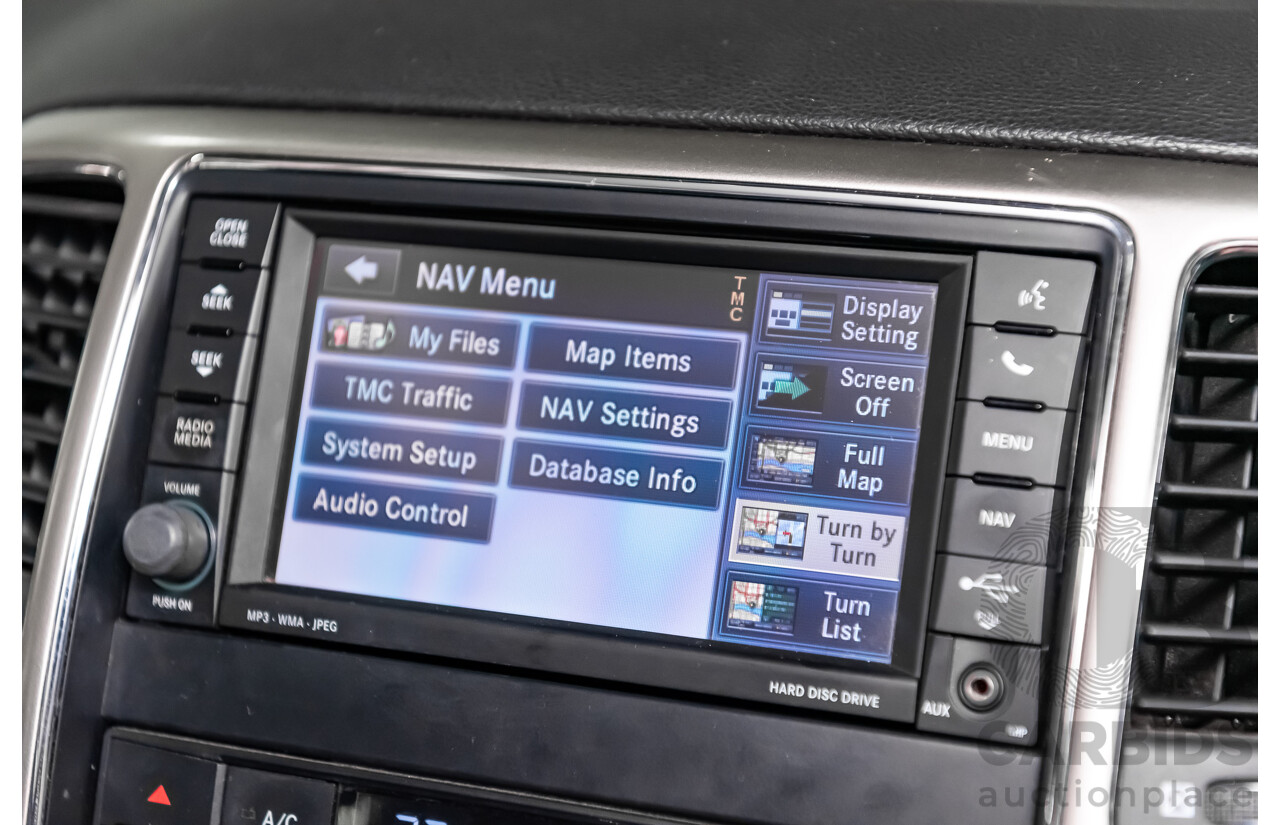 OPEN
CLOSE
SEEK
SEEK
RADIO
MEDIA
VOLUME
PUSH ON
MP3 · WMA · JPEG
NAV Menu
TMC
My Files
Map Items
TMC Traffic
NAV Settings
System Setup
Database Info
Audio Control
Display
Setting
Screen
Off
Full
Map
Turn by
Turn
Turn
List
MENU
NAV
HARD DISC DRIVE
AUX
A/C
CARBIDS
auctionplace